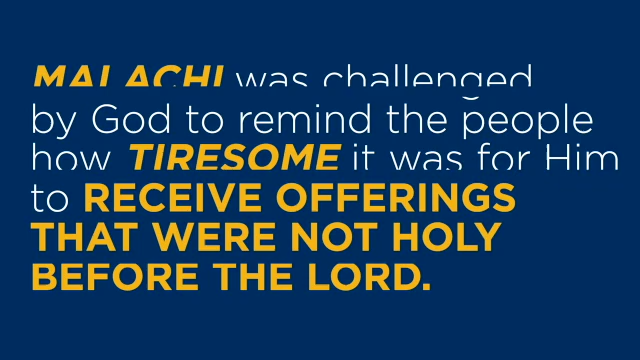 MALACHI was challenged
by God to remind the people
how TIRESOME it was for Him
to RECEIVE OFFERINGS
THAT WERE NOT HOLY
BEFORE THE LORD.